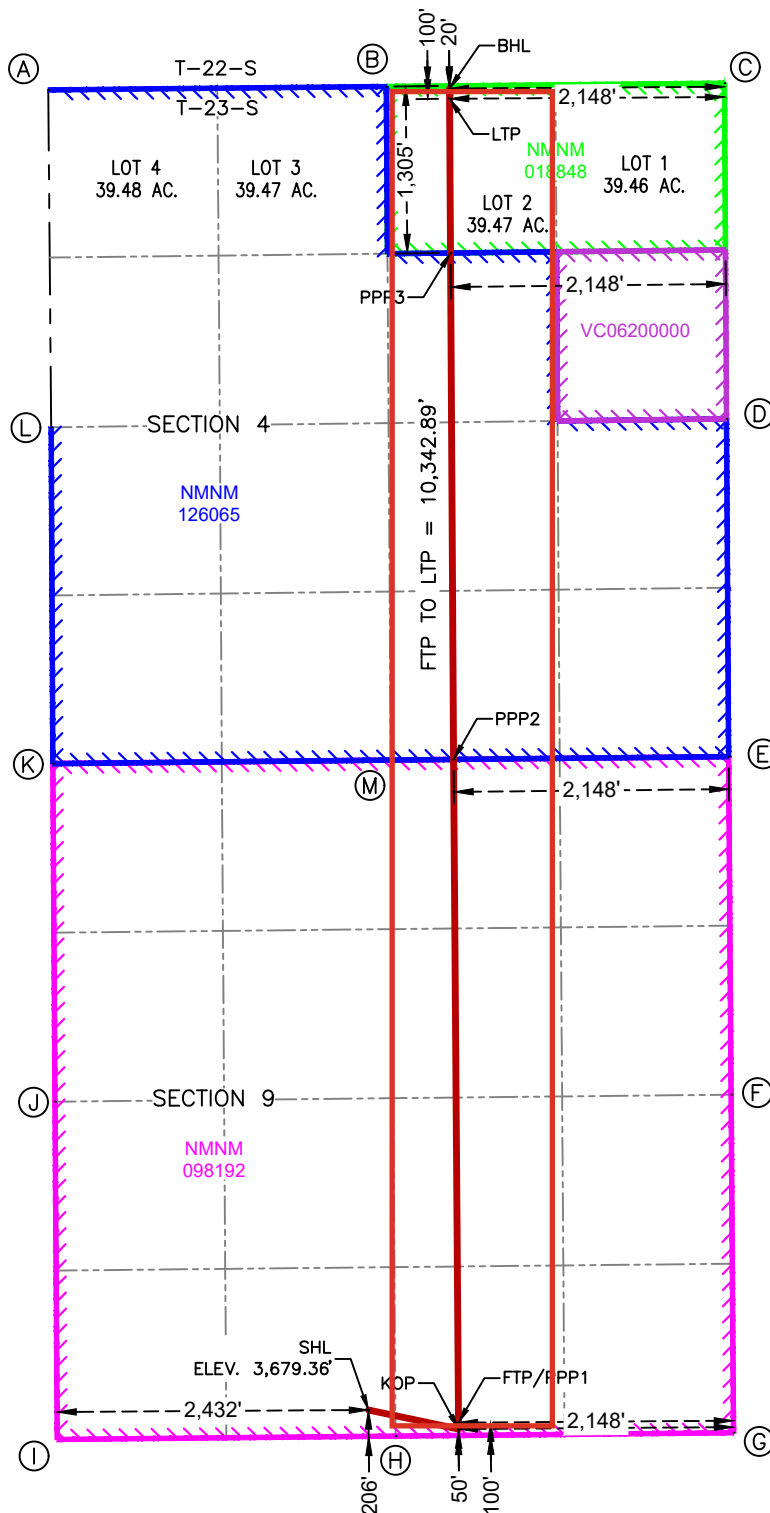 100'
20'
BHL
A
B
C
T-22-S
T-23-S
2,148'
LTP
NMNM
018848
LOT 4
39.48 AC.
LOT 3
39.47 AC.
1,305'
LOT 1
39.46 AC.
LOT 2
39.47 AC.
PPP3
2,148'
VC06200000
L
SECTION 4
D
NMNM
126065
FTP TO LTP = 10,342.89'
PPP2
K
E
M
2,148'
J
SECTION 9
F
NMNM
098192
SHL
ELEV. 3,679.36'
KOP
FTP/PPP1
2,432'
2,148'
I
H
G
206'
50'
100'